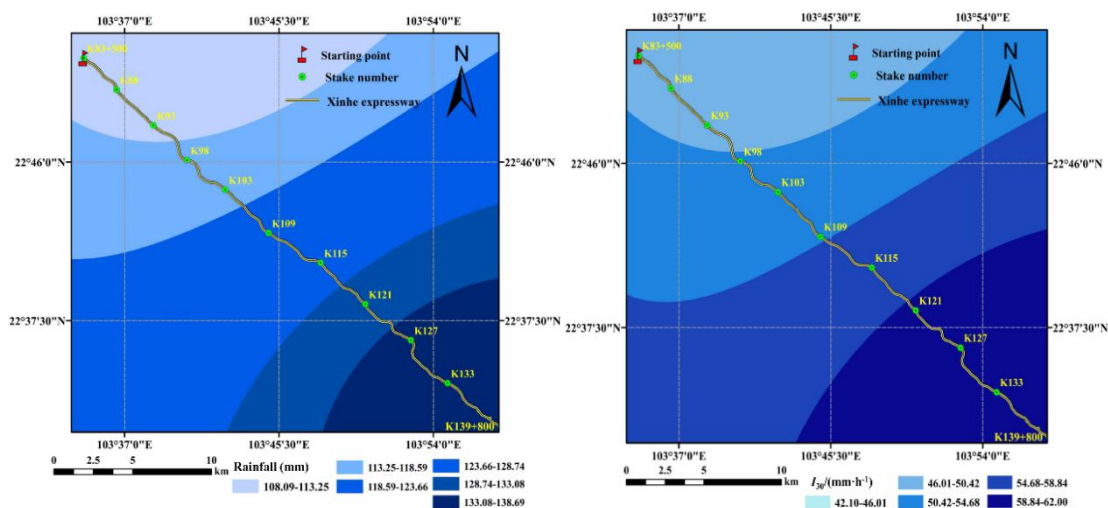 103°37'0"E 103°45'30"E 103°54'0"E
K83+500
K88
K93
K98
K103
K109
K115
K121
K127
K133
K139+800
Starting point
Stake number
Xinhe expressway
N
22°46'0"N 22°46'0"N
22°37'30"N 22°37'30"N
103°37'0"E 103°45'30"E 103°54'0"E
0 2.5 5 10
km
Rainfall (mm)
108.09-113.25
113.25-118.59
118.59-123.66
123.66-128.74
128.74-133.08
133.08-138.69
103°37'0"E 103°45'30"E 103°54'0"E
K83+500
K88
K93
K98
K103
K109
K115
K121
K127
K133
K139+800
Starting point
Stake number
Xinhe expressway
N
22°46'0"N 22°46'0"N
22°37'30"N 22°37'30"N
103°37'0"E 103°45'30"E 103°54'0"E
0 2.5 5 10
km
I30/(mm·h-1)
42.10-46.01
46.01-50.42
50.42-54.68
54.68-58.84
58.84-62.00